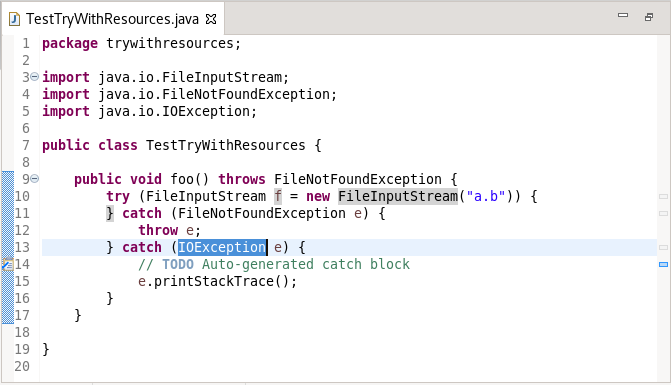 TestTryWithResources.java
1 package trywithresources;
2
3 import java.io.FileInputStream;
4 import java.io.FileNotFoundException;
5 import java.io.IOException;
6
7 public class TestTryWithResources {
8
9     public void foo() throws FileNotFoundException {
10         try (FileInputStream f = new FileInputStream("a.b")) {
11         } catch (FileNotFoundException e) {
12             throw e;
13         } catch (IOException e) {
14             // TODO Auto-generated catch block
15             e.printStackTrace();
16         }
17     }
18
19 }
20